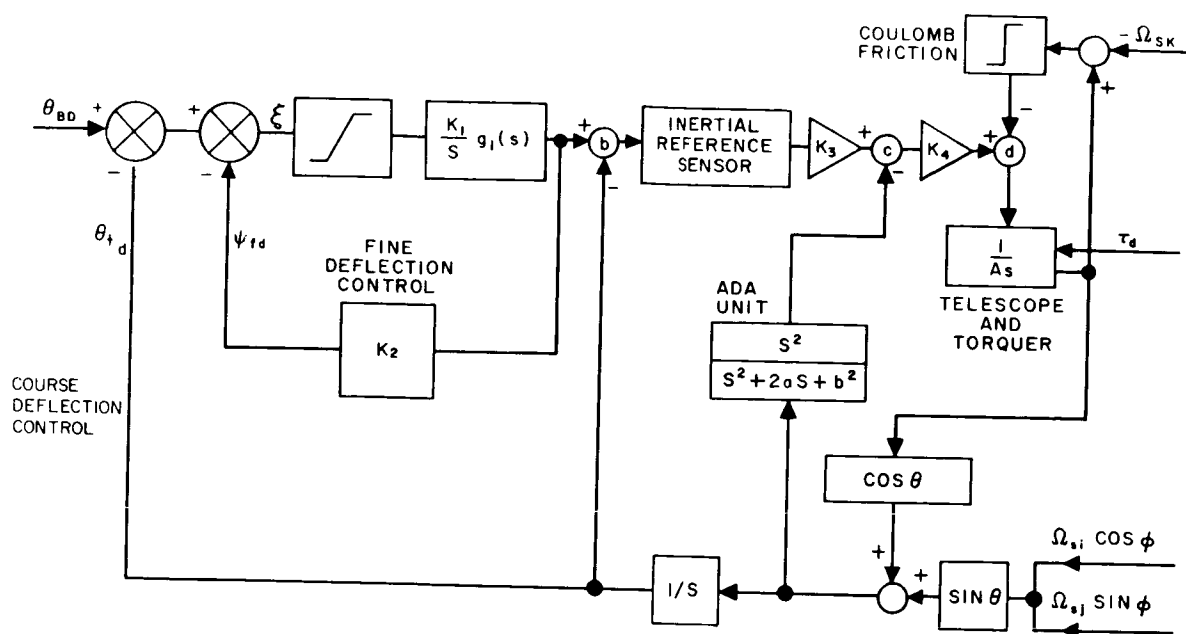 COULOMB
FRICTION
- Ω_SK
+
θ_BD
+
-
+
-
ξ
K_1
S
g_1(s)
+
b
-
INERTIAL
REFERENCE
SENSOR
K_3
+
c
-
K_4
+
-
d
1
AS
τ_d
TELESCOPE
AND
TORQUER
θ_t_d
ψ_fd
FINE
DEFLECTION
CONTROL
K_2
ADA
UNIT
S^2
S^2 + 2aS + b^2
COURSE
DEFLECTION
CONTROL
COS θ
+
1/S
+
SIN θ
Ω_si COS ϕ
Ω_sj SIN ϕ